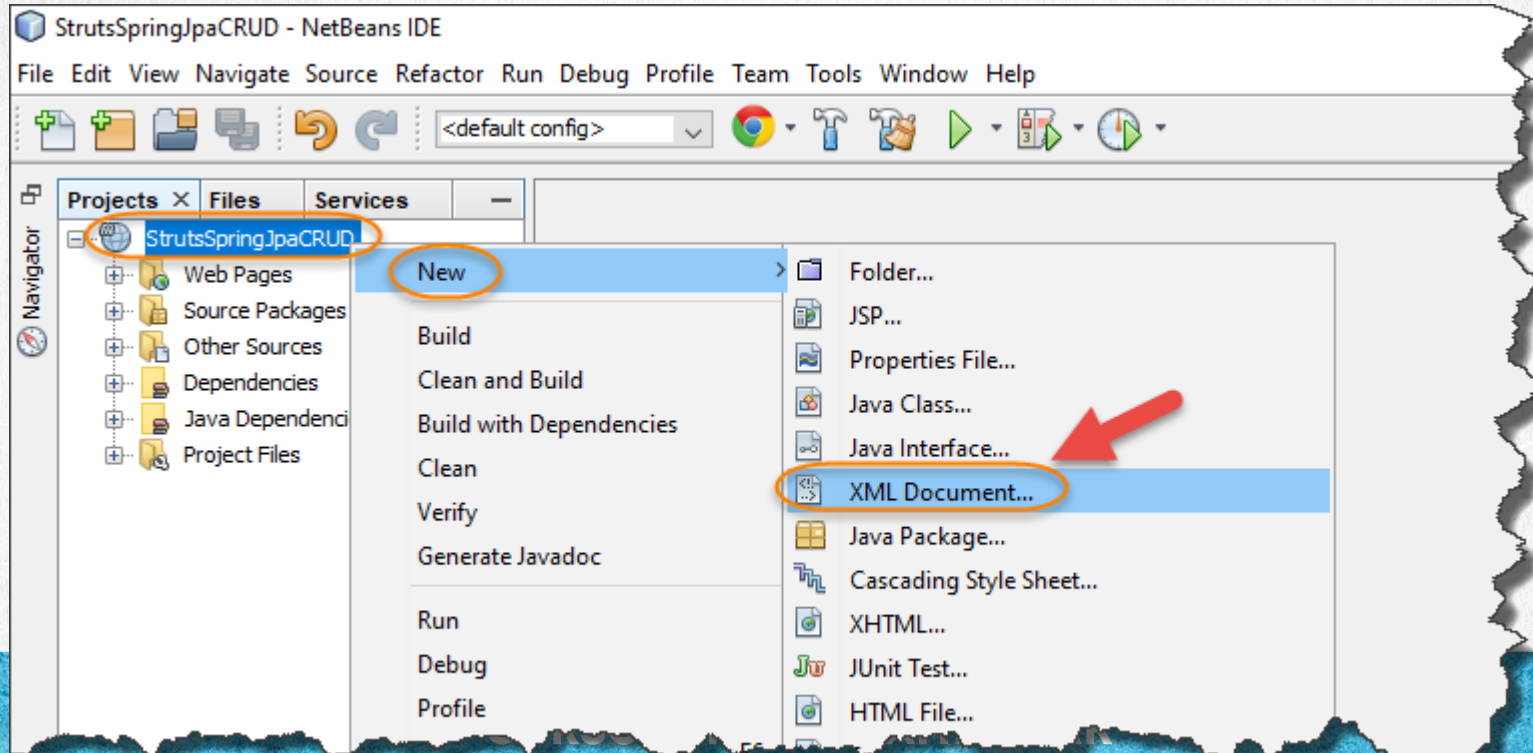 StrutsSpringJpaCRUD - NetBeans IDE
File Edit View Navigate Source Refactor Run Debug Profile Team Tools Window Help
<default config>
Projects Files Services
Navigator
StrutsSpringJpaCRUD
Web Pages
Source Packages
Other Sources
Dependencies
Java Dependenci
Project Files
New
Build
Clean and Build
Build with Dependencies
Clean
Verify
Generate Javadoc
Run
Debug
Profile
Folder...
JSP...
Properties File...
Java Class...
Java Interface...
XML Document...
Java Package...
Cascading Style Sheet...
XHTML...
JUnit Test...
HTML File...